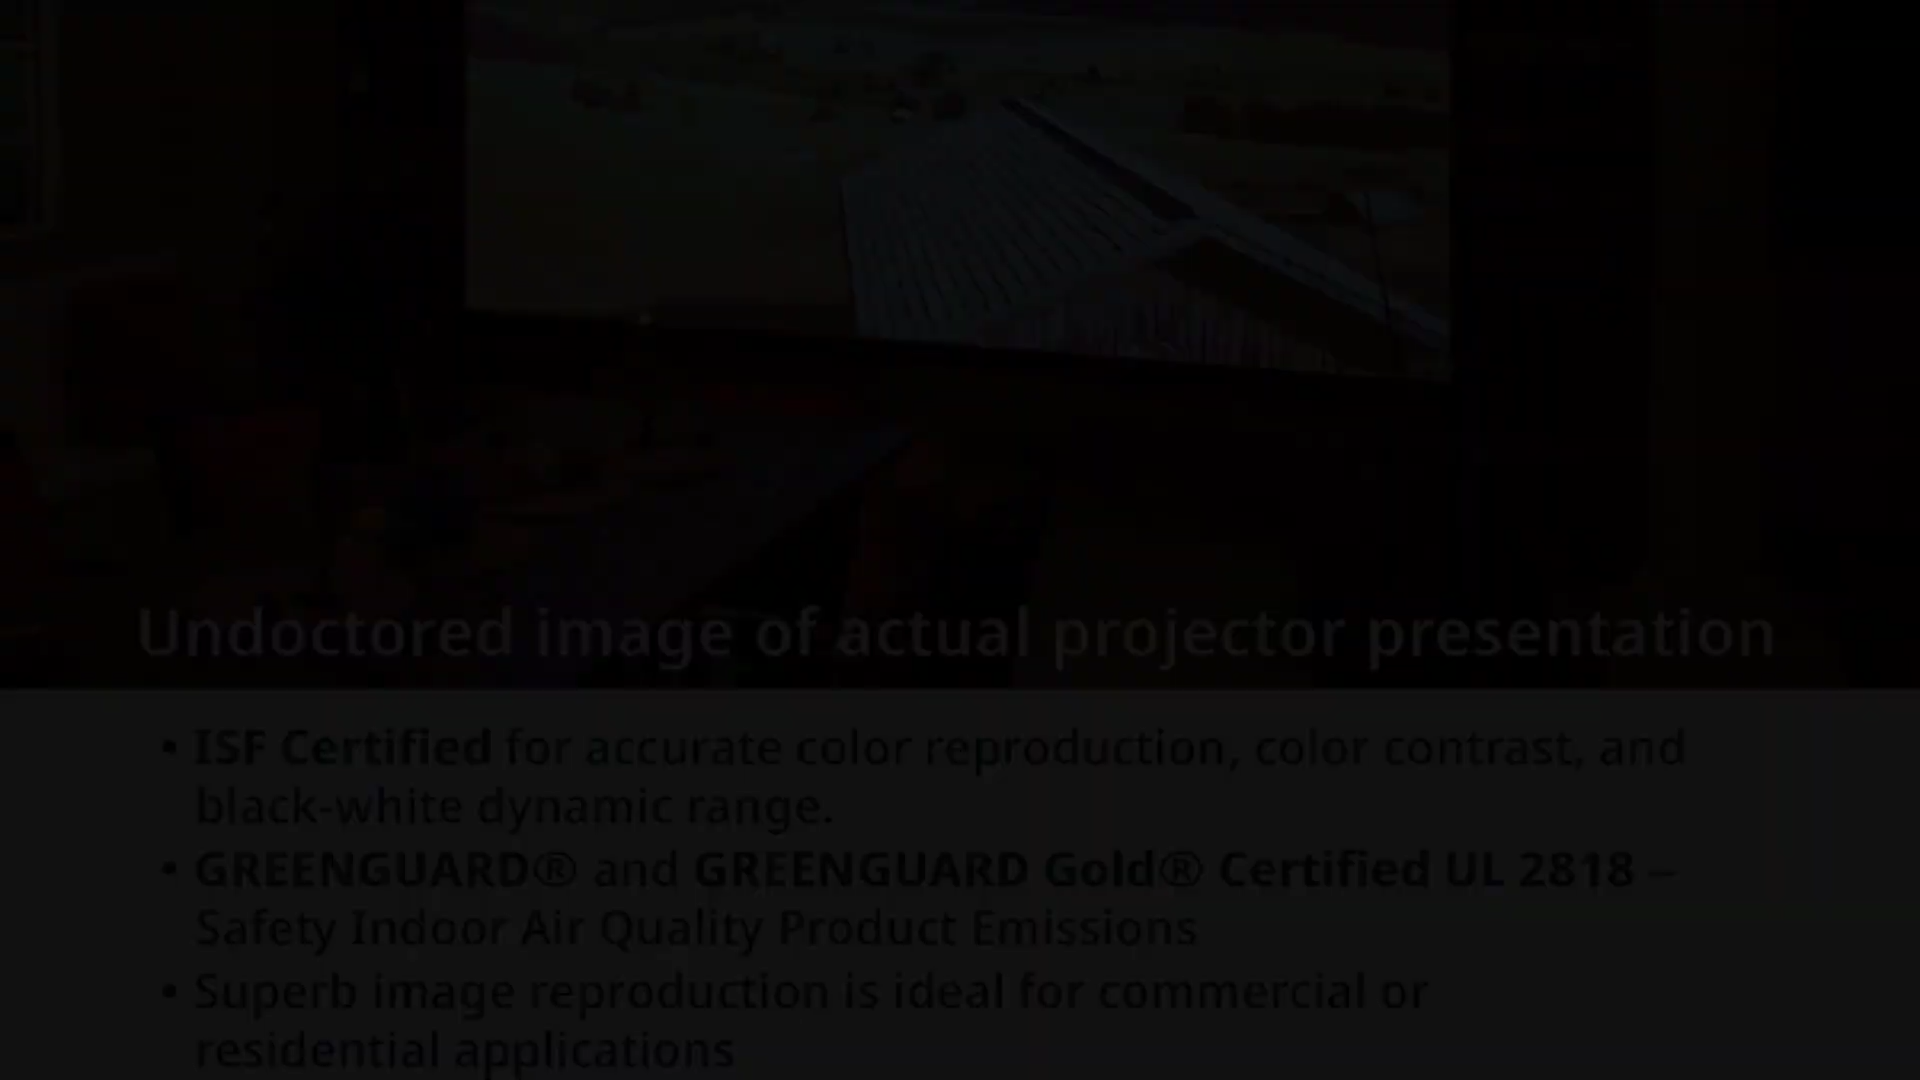 Undoctored image of actual projector presentation
• ISF Certified for accurate color reproduction, color contrast, and
black-white dynamic range.
• GREENGUARD® and GREENGUARD Gold® Certified UL 2818 –
Safety Indoor Air Quality Product Emissions
• Superb image reproduction is ideal for commercial or
residential applications